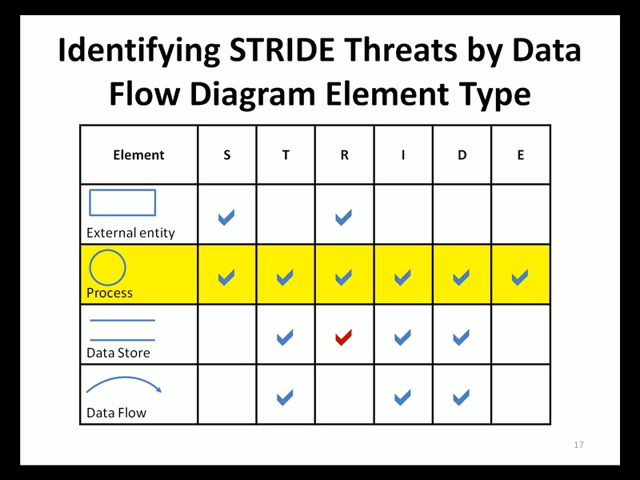 Identifying STRIDE Threats by Data
Flow Diagram Element Type
Element S T R I D E
External entity
Process
Data Store
Data Flow
17